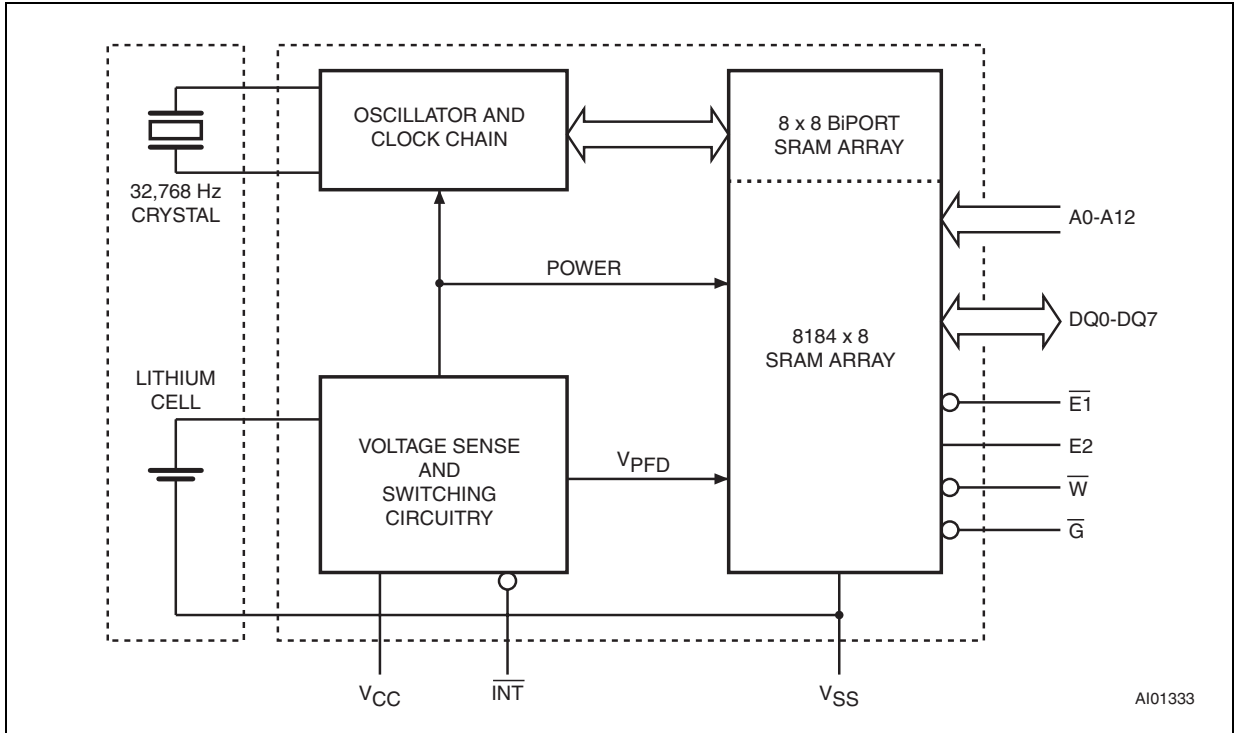 OSCILLATOR AND
CLOCK CHAIN
8 x 8 BiPORT
SRAM ARRAY
32,768 Hz
CRYSTAL
A0-A12
POWER
DQ0-DQ7
8184 x 8
SRAM ARRAY
LITHIUM
CELL
E1
E2
VOLTAGE SENSE
AND
SWITCHING
CIRCUITRY
VPFD
W
G
VCC
INT
VSS
AI01333